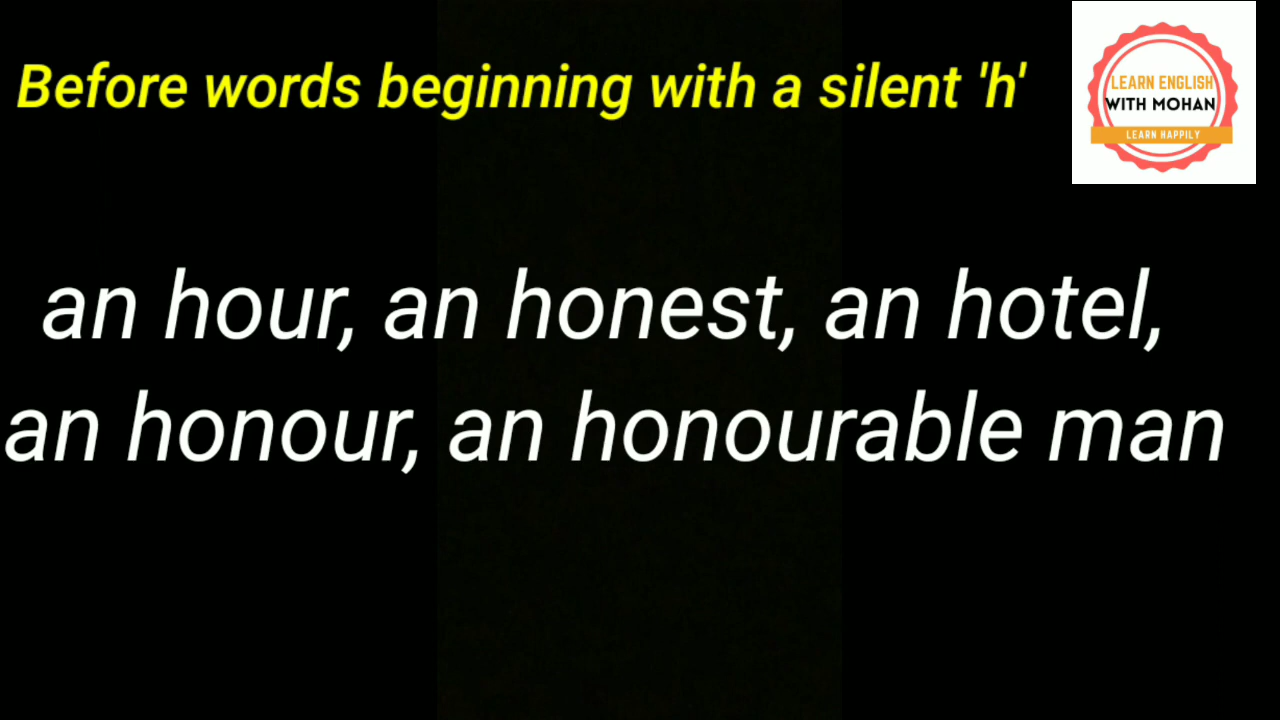 Before words beginning with a silent 'h'
LEARN ENGLISH
WITH MOHAN
LEARN HAPPILY
an hour, an honest, an hotel,
an honour, an honourable man